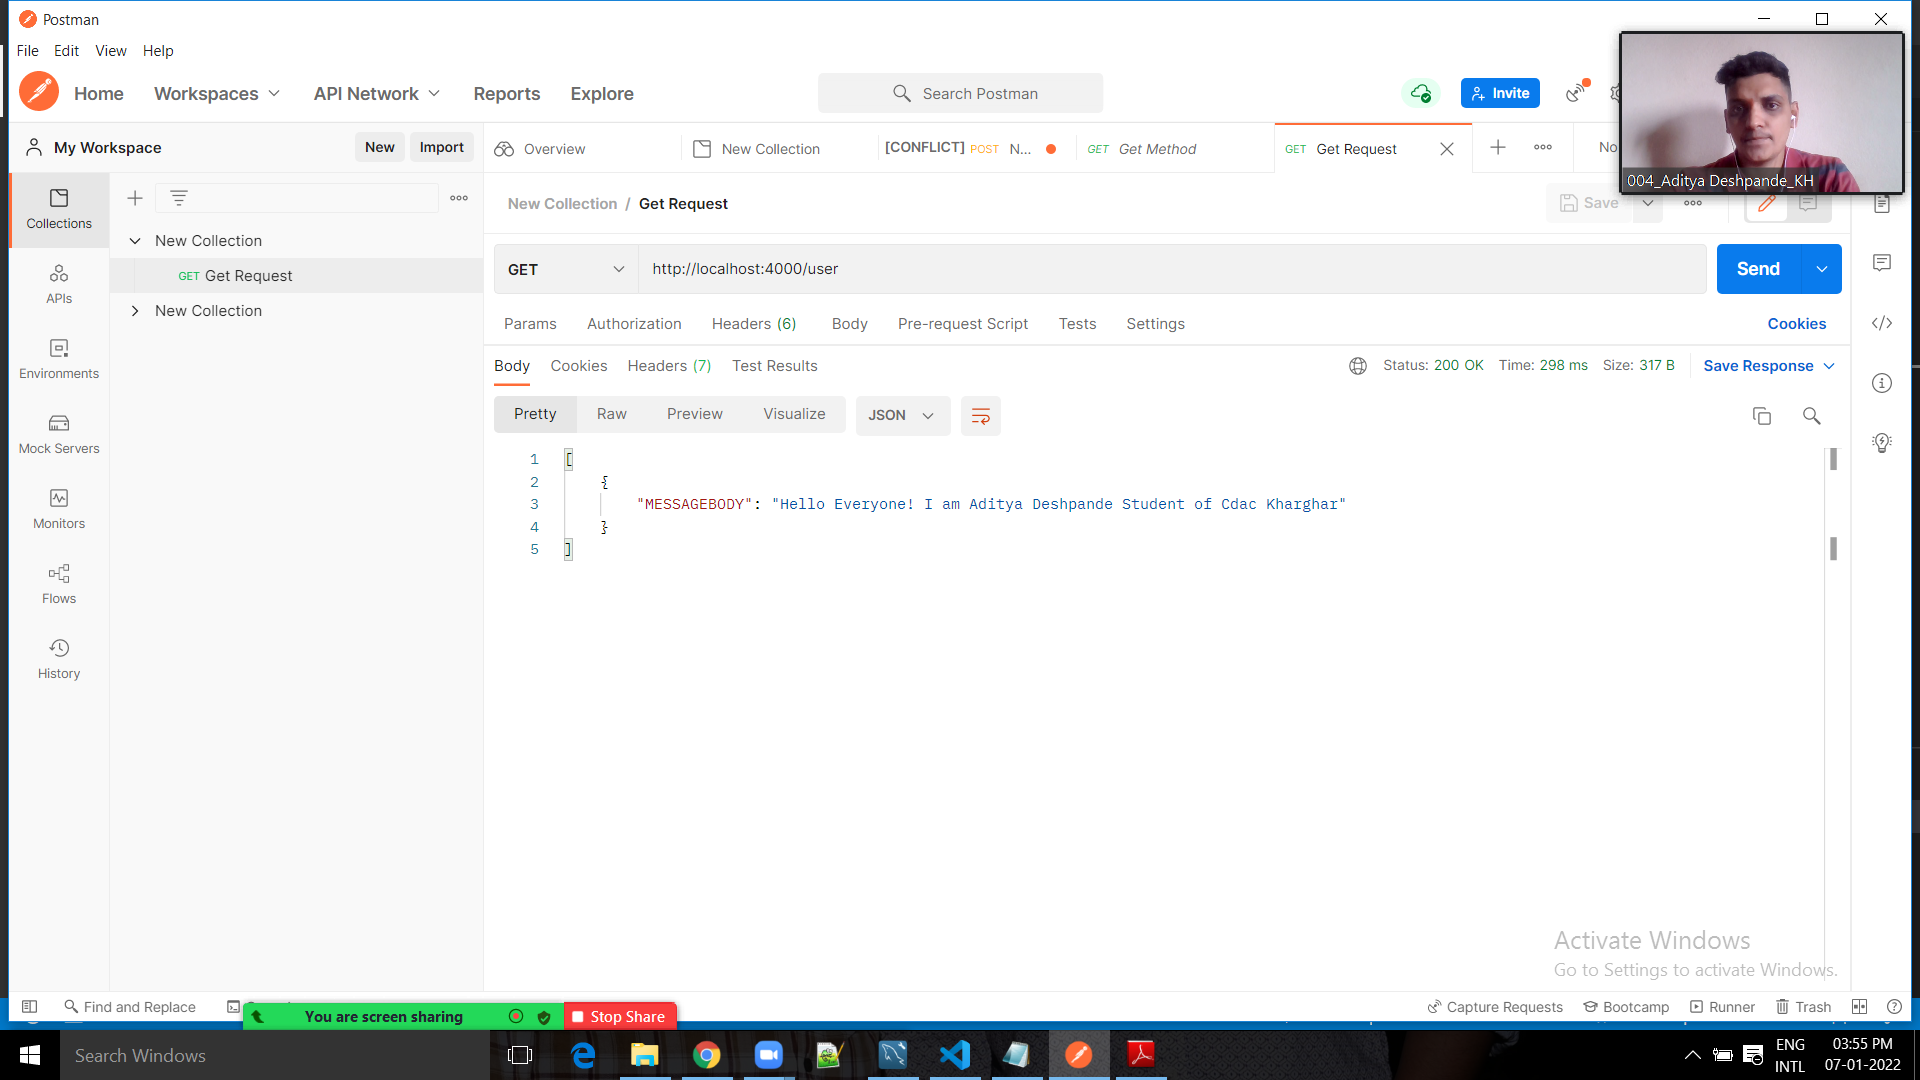 Postman
File Edit View Help
Home Workspaces API Network Reports Explore
Search Postman
Invite
My Workspace
New Import
Overview
New Collection
[CONFLICT] POST N...
GET Get Method
GET Get Request
No
004_Aditya Deshpande_KH
Collections
APIs
Environments
Mock Servers
Monitors
Flows
History
New Collection
GET Get Request
New Collection
New Collection / Get Request
Save
GET http://localhost:4000/user
Send
Params Authorization Headers (6) Body Pre-request Script Tests Settings
Cookies
Body Cookies Headers (7) Test Results
Status: 200 OK Time: 298 ms Size: 317 B
Save Response
Pretty Raw Preview Visualize JSON
1 [
2 {
3 "MESSAGEBODY": "Hello Everyone! I am Aditya Deshpande Student of Cdac Kharghar"
4 }
5 ]
Activate Windows
Go to Settings to activate Windows.
Find and Replace
You are screen sharing
Stop Share
Capture Requests Bootcamp Runner Trash
Search Windows
ENG
INTL
03:55 PM
07-01-2022